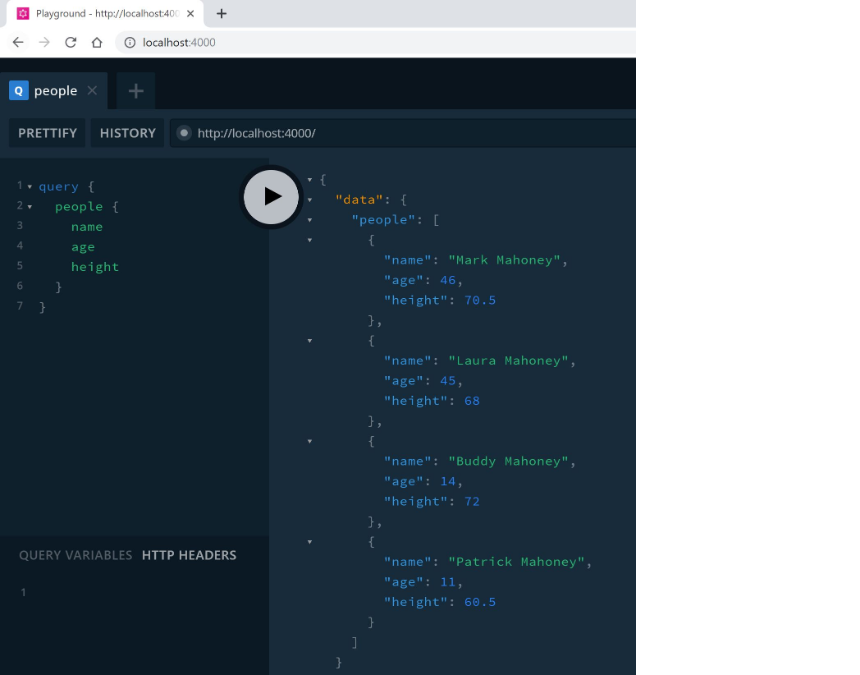 Playground - http://localhost:400
localhost:4000
Q people
PRETTIFY HISTORY http://localhost:4000/
1 query {
2 people {
3 name
4 age
5 height
6 }
7 }
{
"data": {
"people": [
{
"name": "Mark Mahoney",
"age": 46,
"height": 70.5
},
{
"name": "Laura Mahoney",
"age": 45,
"height": 68
},
{
"name": "Buddy Mahoney",
"age": 14,
"height": 72
},
{
"name": "Patrick Mahoney",
"age": 11,
"height": 60.5
}
]
}
QUERY VARIABLES HTTP HEADERS
1